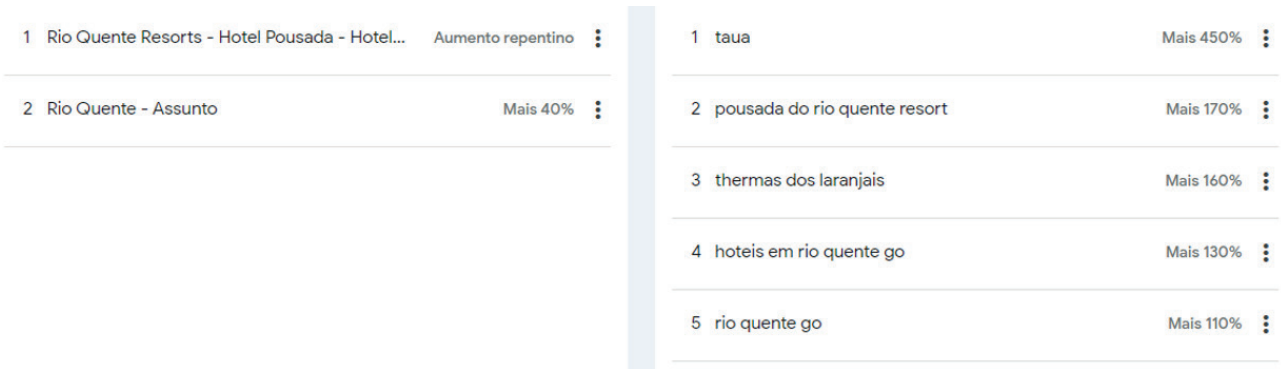 1 Rio Quente Resorts - Hotel Pousada - Hotel... Aumento repentino
2 Rio Quente - Assunto Mais 40%
1 taua Mais 450%
2 pousada do rio quente resort Mais 170%
3 thermas dos laranjais Mais 160%
4 hoteis em rio quente go Mais 130%
5 rio quente go Mais 110%